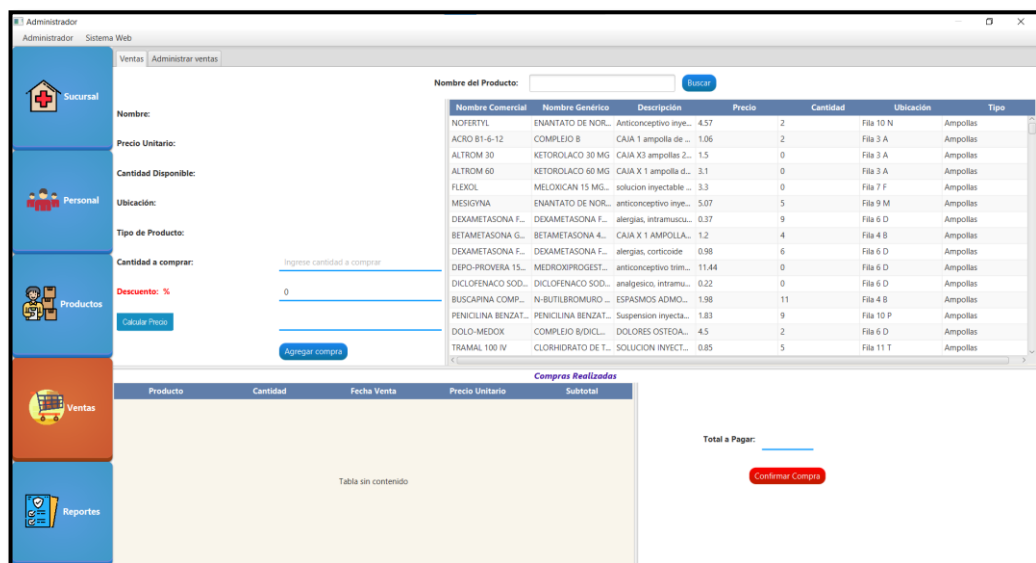 Administrador
Administrador Sistema Web
Sucursal
Personal
Productos
Ventas
Reportes
Ventas Administrar ventas
Nombre del Producto: Buscar
Nombre:
Precio Unitario:
Cantidad Disponible:
Ubicación:
Tipo de Producto:
Cantidad a comprar: Ingrese cantidad a comprar
Descuento: % 0
Calcular Precio
Agregar compra
Nombre Comercial Nombre Genérico Descripción Precio Cantidad Ubicación Tipo
NOFERTYL ENANTATO DE NOR... Anticonceptivo inye... 4.57 2 Fila 10 N Ampollas
ACRO B1-6-12 COMPLEJO B CAJA 1 ampolla de ... 1.06 2 Fila 3 A Ampollas
ALTROM 30 KETOROLACO 30 MG CAJA X3 ampollas 2... 1.5 0 Fila 3 A Ampollas
ALTROM 60 KETOROLACO 60 MG CAJA X 1 ampolla d... 3.1 0 Fila 3 A Ampollas
FLEXOL MELOXICAN 15 MG... solucion inyectable ... 3.3 0 Fila 7 F Ampollas
MESIGYNA ENANTATO DE NOR... anticonceptivo inye... 5.07 5 Fila 9 M Ampollas
DEXAMETASONA F... DEXAMETASONA F... alergias, intramuscu... 0.37 9 Fila 6 D Ampollas
BETAMETASONA G... BETAMETASONA 4... CAJA X 1 AMPOLLA... 1.2 4 Fila 4 B Ampollas
DEXAMETASONA F... DEXAMETASONA F... alergias, corticoide 0.98 6 Fila 6 D Ampollas
DEPO-PROVERA 15... MEDROXIPROGEST... anticonceptivo trim... 11.44 0 Fila 6 D Ampollas
DICLOFENACO SOD... DICLOFENACO SOD... analgesico, intramu... 0.22 0 Fila 6 D Ampollas
BUSCAPINA COMP... N-BUTILBROMURO ... ESPASMOS ADMO... 1.98 11 Fila 4 B Ampollas
PENICILINA BENZAT... PENICILINA BENZAT... Suspension inyecta... 1.83 9 Fila 10 P Ampollas
DOLO-MEDOX COMPLEJO B/DICL... DOLORES OSTEOA... 4.5 2 Fila 6 D Ampollas
TRAMAL 100 IV CLORHIDRATO DE T... SOLUCION INYECT... 0.85 5 Fila 11 T Ampollas
Compras Realizadas
Producto Cantidad Fecha Venta Precio Unitario Subtotal
Tabla sin contenido
Total a Pagar:
Confirmar Compra